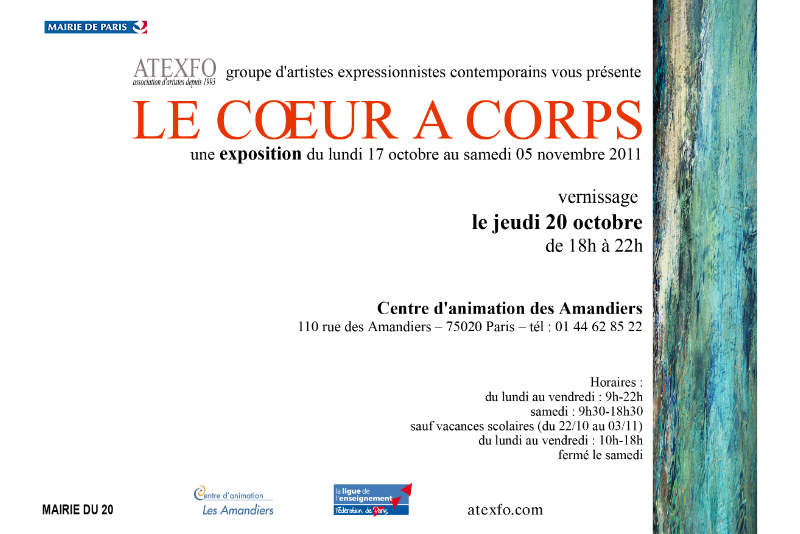 MAIRIE DE PARIS
ATEXFO
association d'artistes depuis 1993
groupe d'artistes expressionnistes contemporains vous présente
LE CŒUR A CORPS
une exposition du lundi 17 octobre au samedi 05 novembre 2011
vernissage
le jeudi 20 octobre
de 18h à 22h
Centre d'animation des Amandiers
110 rue des Amandiers – 75020 Paris – tél : 01 44 62 85 22
Horaires :
du lundi au vendredi : 9h-22h
samedi : 9h30-18h30
sauf vacances scolaires (du 22/10 au 03/11)
du lundi au vendredi : 10h-18h
fermé le samedi
MAIRIE DU 20
Centre d'animation
Les Amandiers
la ligue de
l'enseignement
fédération de Paris
atexfo.com